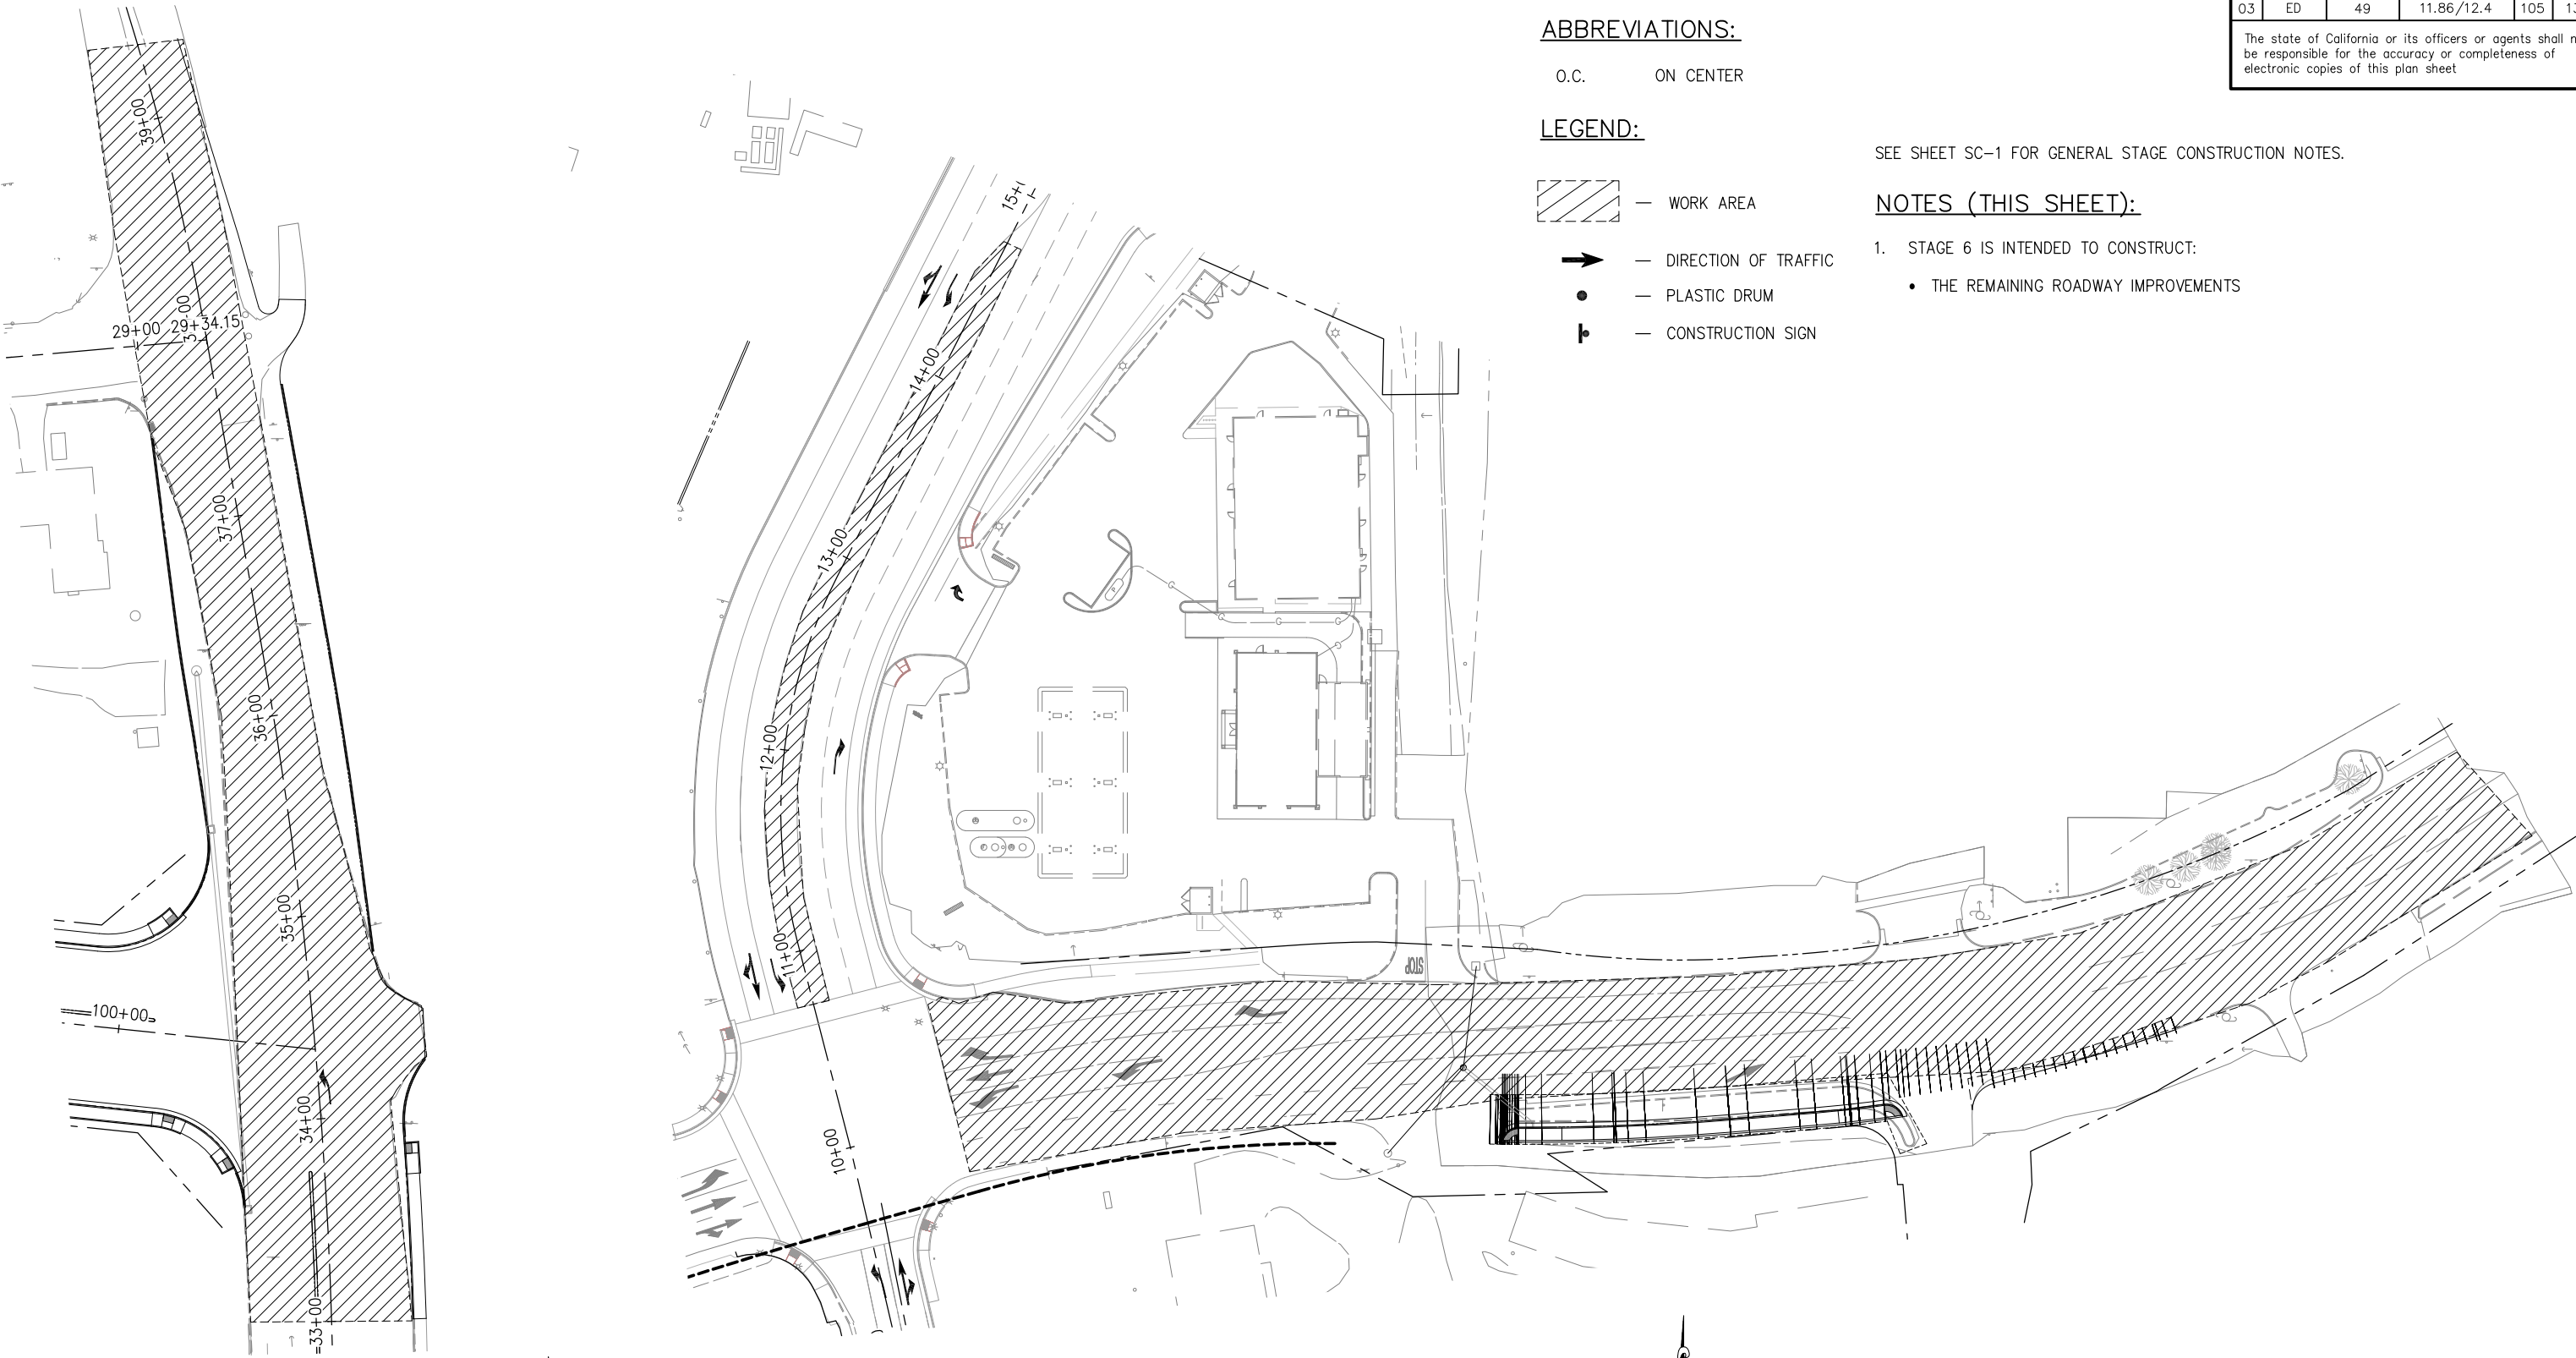 03 ED 49 11.86/12.4 105
The state of California or its officers or agents shall
be responsible for the accuracy or completeness of
electronic copies of this plan sheet
ABBREVIATIONS:
O.C. ON CENTER
LEGEND:
— WORK AREA
— DIRECTION OF TRAFFIC
— PLASTIC DRUM
— CONSTRUCTION SIGN
SEE SHEET SC-1 FOR GENERAL STAGE CONSTRUCTION NOTES.
NOTES (THIS SHEET):
1. STAGE 6 IS INTENDED TO CONSTRUCT:
• THE REMAINING ROADWAY IMPROVEMENTS
39+00
29+00 29+34.15
37+00
36+00
35+00
100+00
34+00
33+00
14+00
13+00
12+00
11+00
10+00
STOP